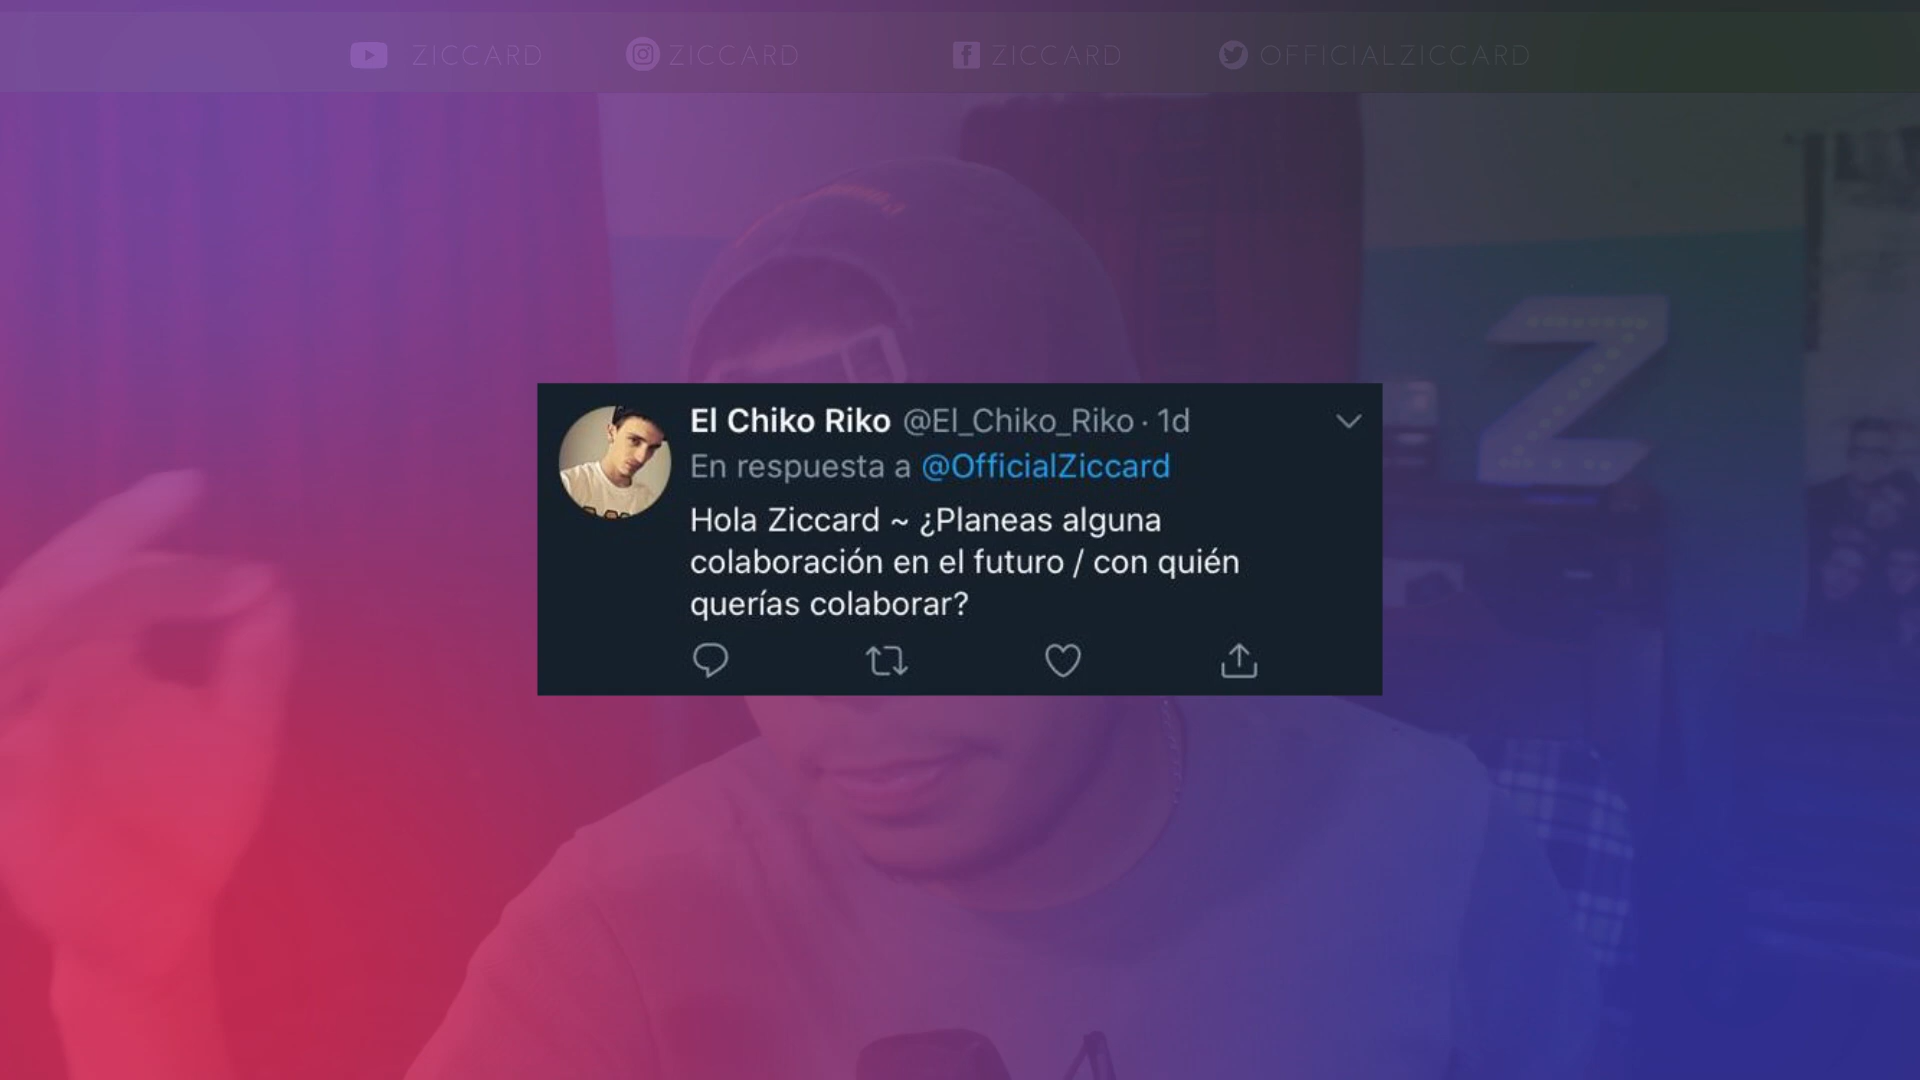 ZICCARD ZICCARD ZICCARD OFFICIALZICCARD
El Chiko Riko @El_Chiko_Riko · 1d
En respuesta a @OfficialZiccard
Hola Ziccard ~ ¿Planeas alguna
colaboración en el futuro / con quién
querías colaborar?
Z